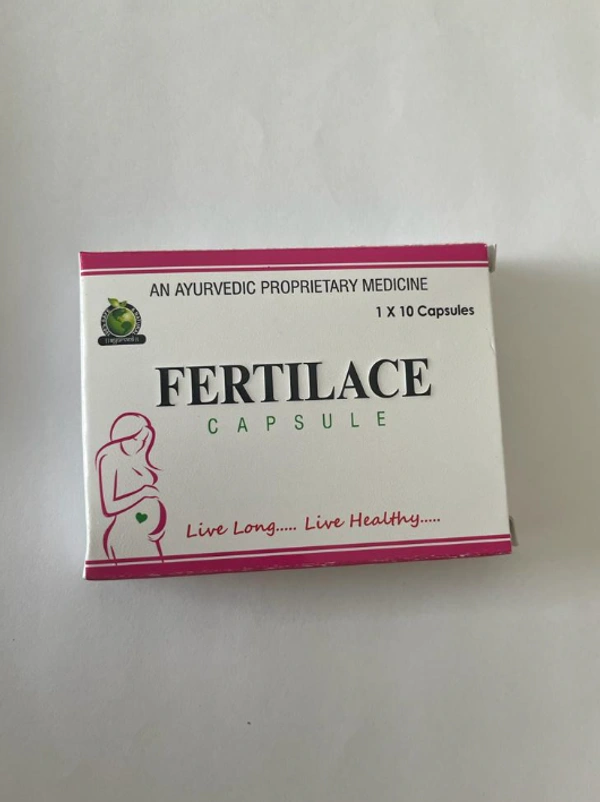 AN AYURVEDIC PROPRIETARY MEDICINE
1 X 10 Capsules
FERTILACE
CAPSULE
Live Long..... Live Healthy.....